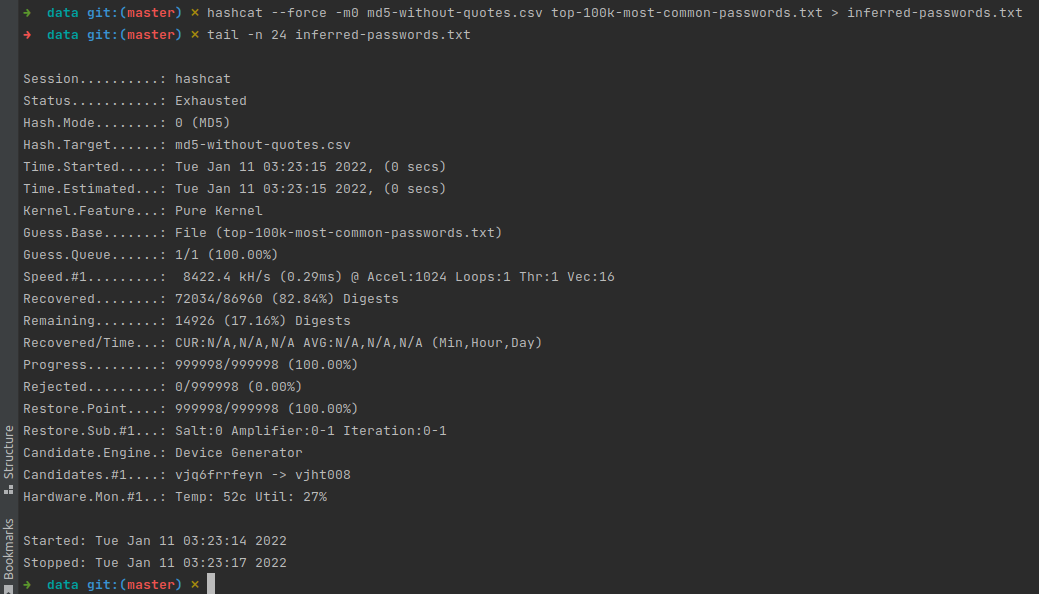 → data git:(master) × hashcat --force -m0 md5-without-quotes.csv top-100k-most-common-passwords.txt > inferred-passwords.txt
→ data git:(master) × tail -n 24 inferred-passwords.txt
Session..........: hashcat
Status...........: Exhausted
Hash.Mode........: 0 (MD5)
Hash.Target......: md5-without-quotes.csv
Time.Started.....: Tue Jan 11 03:23:15 2022, (0 secs)
Time.Estimated...: Tue Jan 11 03:23:15 2022, (0 secs)
Kernel.Feature...: Pure Kernel
Guess.Base.......: File (top-100k-most-common-passwords.txt)
Guess.Queue......: 1/1 (100.00%)
Speed.#1.........:  8422.4 kH/s (0.29ms) @ Accel:1024 Loops:1 Thr:1 Vec:16
Recovered........: 72034/86960 (82.84%) Digests
Remaining........: 14926 (17.16%) Digests
Recovered/Time...: CUR:N/A,N/A,N/A AVG:N/A,N/A,N/A (Min,Hour,Day)
Progress.........: 999998/999998 (100.00%)
Rejected.........: 0/999998 (0.00%)
Restore.Point....: 999998/999998 (100.00%)
Restore.Sub.#1...: Salt:0 Amplifier:0-1 Iteration:0-1
Candidate.Engine.: Device Generator
Candidates.#1....: vjq6frrfeyn -> vjht008
Hardware.Mon.#1..: Temp: 52c Util: 27%
Started: Tue Jan 11 03:23:14 2022
Stopped: Tue Jan 11 03:23:17 2022
→ data git:(master) ×
Structure
Bookmarks